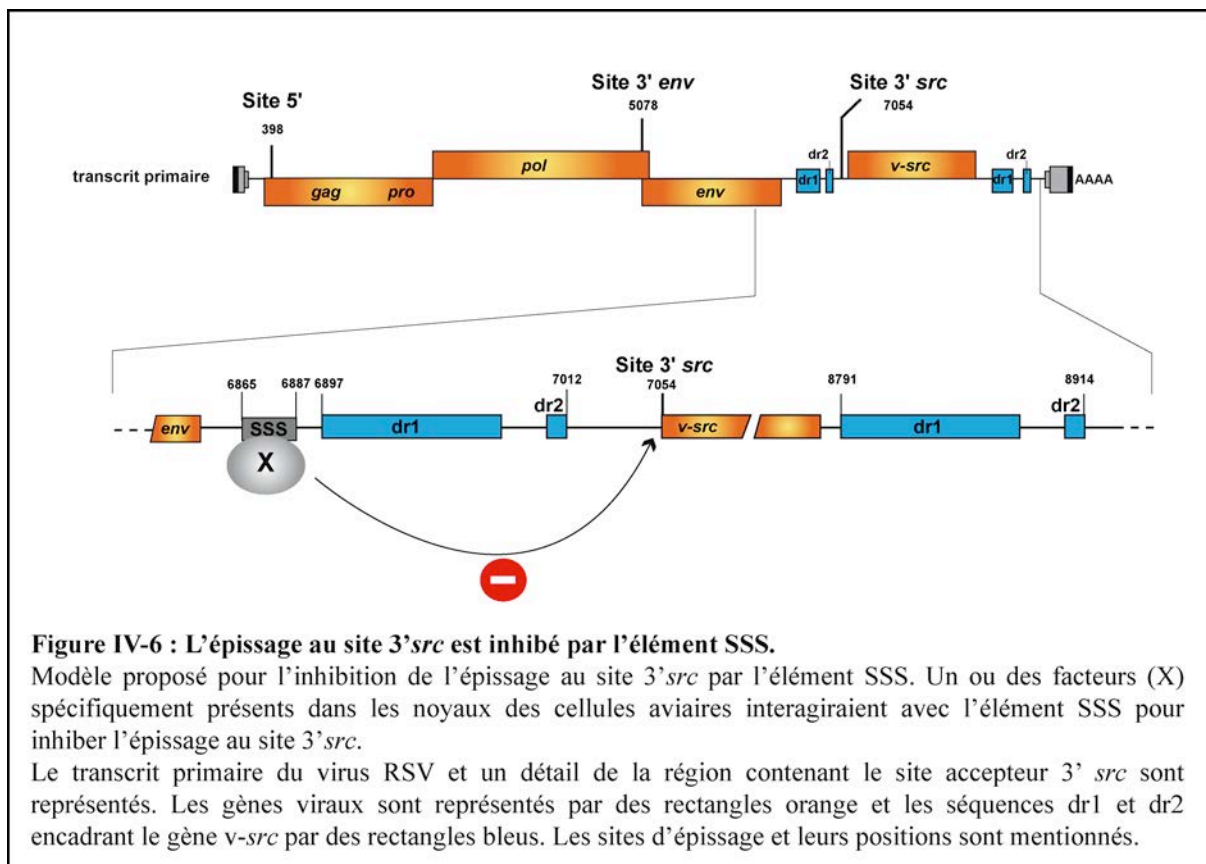 Site 5'
398
Site 3' env
5078
Site 3' src
7054
transcrit primaire
gag pro
pol
env
dr1
dr2
v-src
dr1
dr2
AAAA
6865
6887
6897
7012
Site 3' src
7054
8791
8914
env
SSS
X
dr1
dr2
v-src
dr1
dr2
Figure IV-6 : L'épissage au site 3'src est inhibé par l'élément SSS.
Modèle proposé pour l'inhibition de l'épissage au site 3'src par l'élément SSS. Un ou des facteurs (X)
spécifiquement présents dans les noyaux des cellules aviaires interagiraient avec l'élément SSS pour
inhiber l'épissage au site 3'src.
Le transcrit primaire du virus RSV et un détail de la région contenant le site accepteur 3' src sont
représentés. Les gènes viraux sont représentés par des rectangles orange et les séquences dr1 et dr2
encadrant le gène v-src par des rectangles bleus. Les sites d'épissage et leurs positions sont mentionnés.